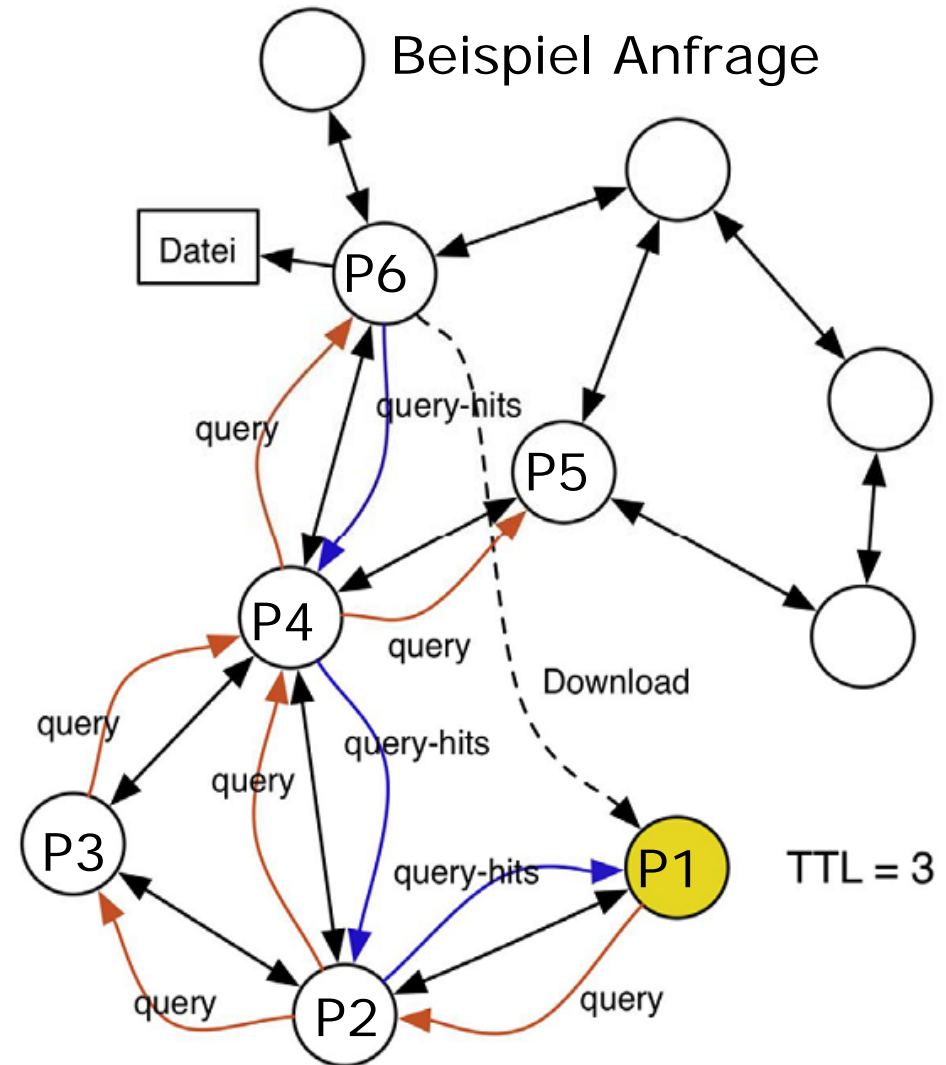 Beispiel Anfrage
Datei
P6
query
query-hits
P5
P4
query
Download
query
query-hits
query
P3
query-hits
P1
TTL = 3
query
P2
query